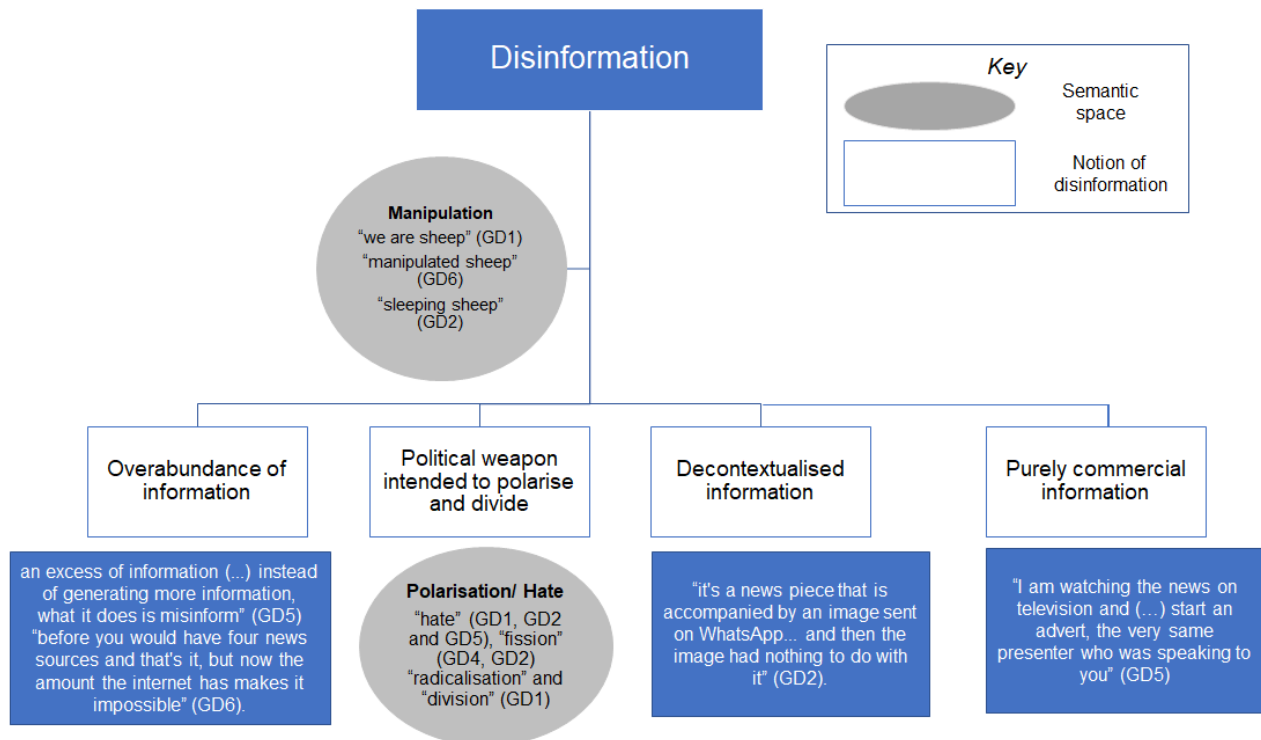 Disinformation
Key
Semantic
space
Notion of
disinformation
Manipulation
“we are sheep” (GD1)
“manipulated sheep”
(GD6)
“sleeping sheep”
(GD2)
Overabundance of
information
Political weapon
intended to polarise
and divide
Decontextualised
information
Purely commercial
information
an excess of information (...) instead
of generating more information,
what it does is misinform” (GD5)
“before you would have four news
sources and that's it, but now the
amount the internet has makes it
impossible” (GD6).
Polarisation/ Hate
“hate” (GD1, GD2
and GD5), “fission”
(GD4, GD2)
“radicalisation” and
“division” (GD1)
“it's a news piece that is
accompanied by an image sent
on WhatsApp... and then the
image had nothing to do with
it” (GD2).
“I am watching the news on
television and (…) start an
advert, the very same
presenter who was speaking to
you” (GD5)